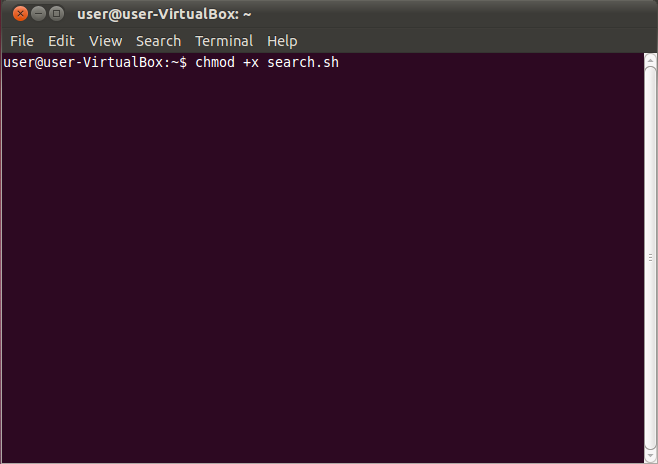 user@user-VirtualBox: ~
File Edit View Search Terminal Help
user@user-VirtualBox:~$ chmod +x search.sh